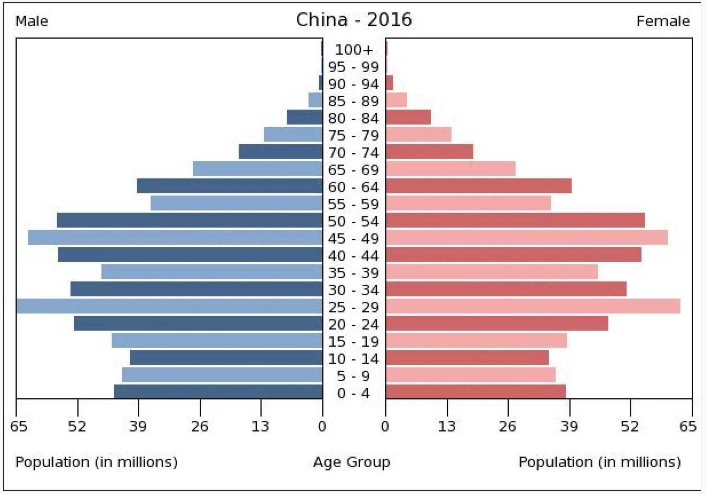 Male China - 2016 Female
100+
95 - 99
90 - 94
85 - 89
80 - 84
75 - 79
70 - 74
65 - 69
60 - 64
55 - 59
50 - 54
45 - 49
40 - 44
35 - 39
30 - 34
25 - 29
20 - 24
15 - 19
10 - 14
5 - 9
0 - 4
65 52 39 26 13 0 0 13 26 39 52 65
Population (in millions) Age Group Population (in millions)